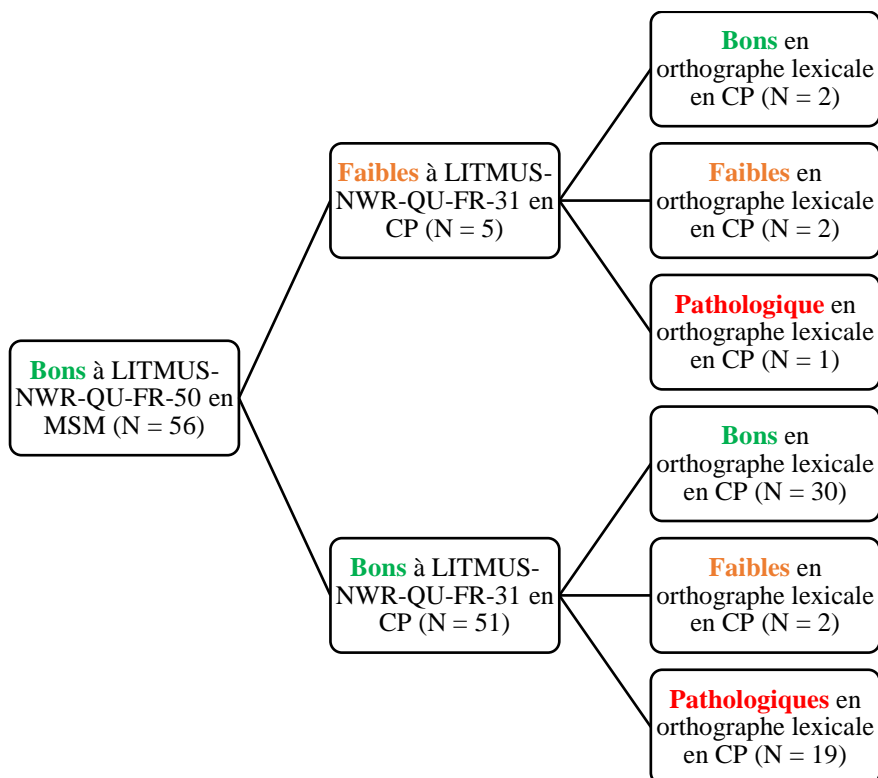 Bons en
orthographe lexicale
en CP (N = 2)
Faibles à LITMUS-
NWR-QU-FR-31 en
CP (N = 5)
Faibles en
orthographe lexicale
en CP (N = 2)
Pathologique en
orthographe lexicale
en CP (N = 1)
Bons à LITMUS-
NWR-QU-FR-50 en
MSM (N = 56)
Bons en
orthographe lexicale
en CP (N = 30)
Bons à LITMUS-
NWR-QU-FR-31 en
CP (N = 51)
Faibles en
orthographe lexicale
en CP (N = 2)
Pathologiques en
orthographe lexicale
en CP (N = 19)